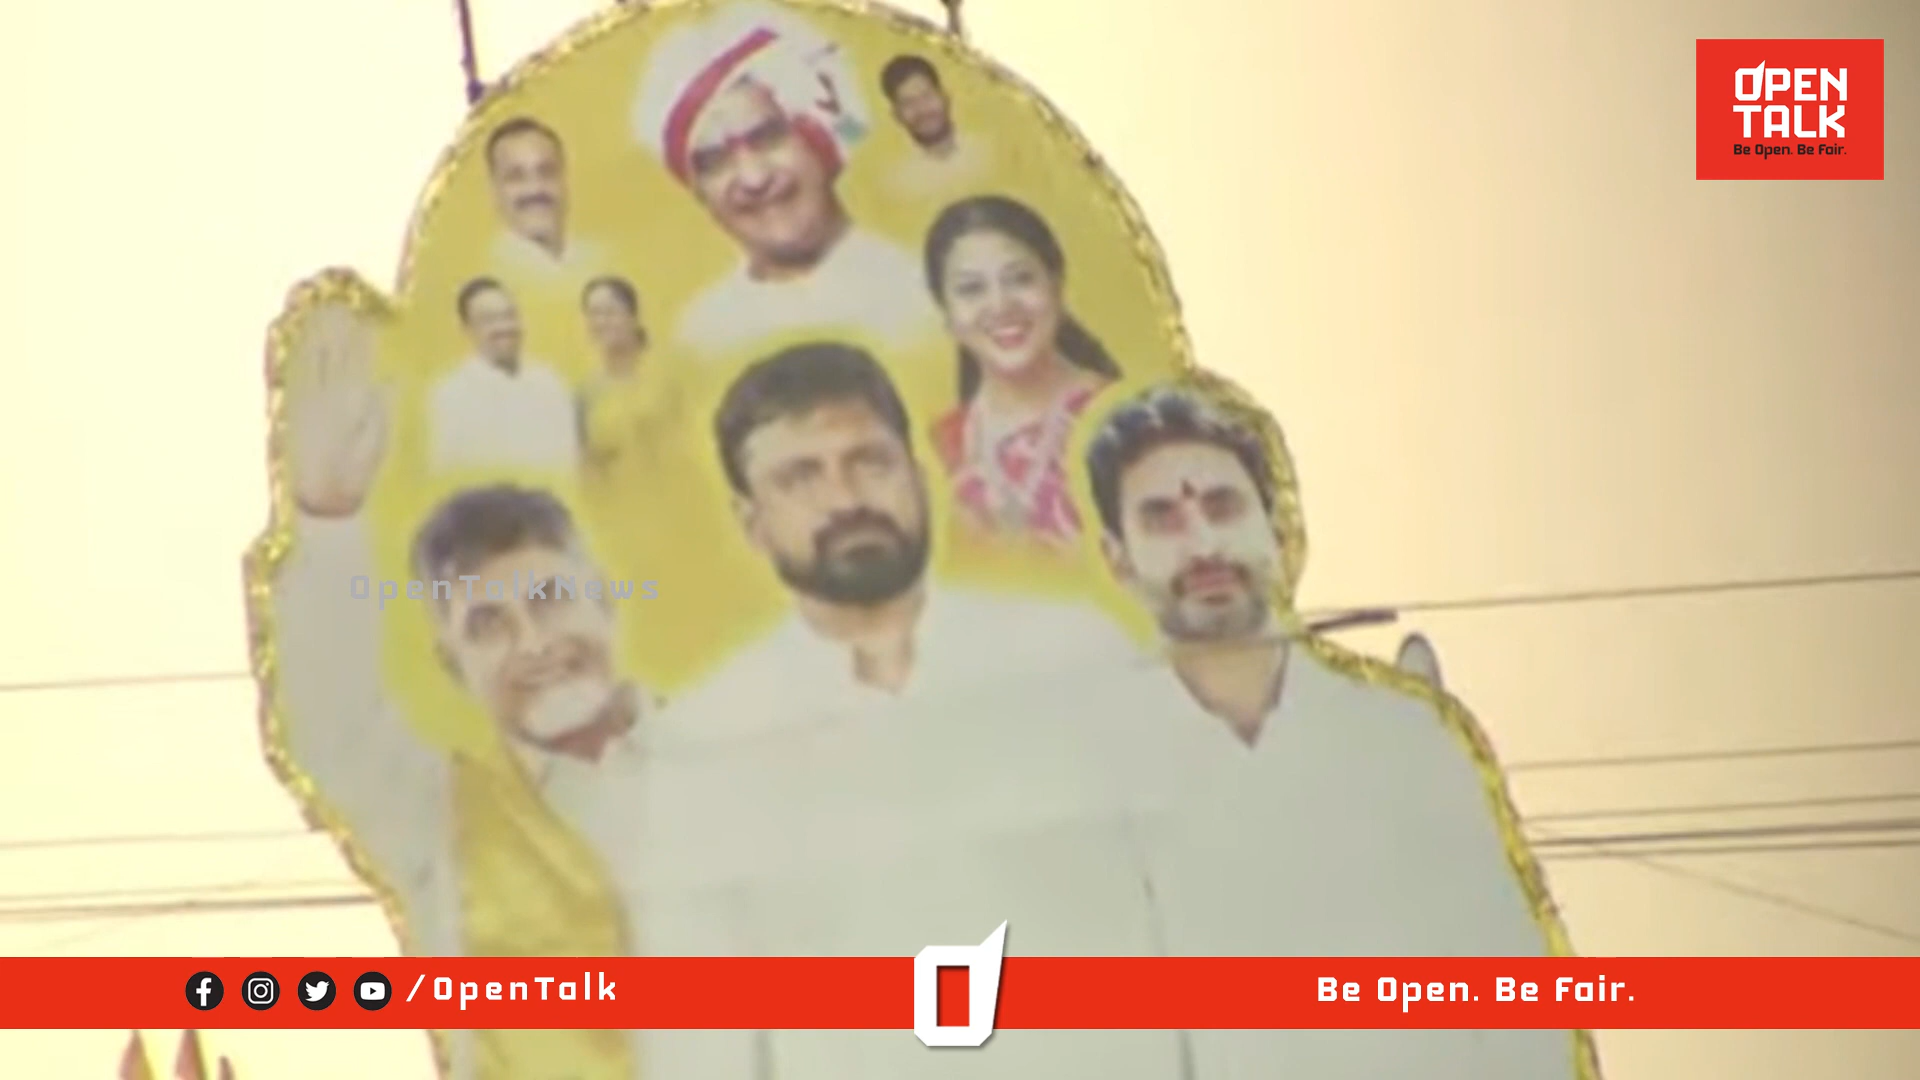 OPEN
TALK
Be Open. Be Fair.
OpenTalkNews
/OpenTalk
Be Open. Be Fair.